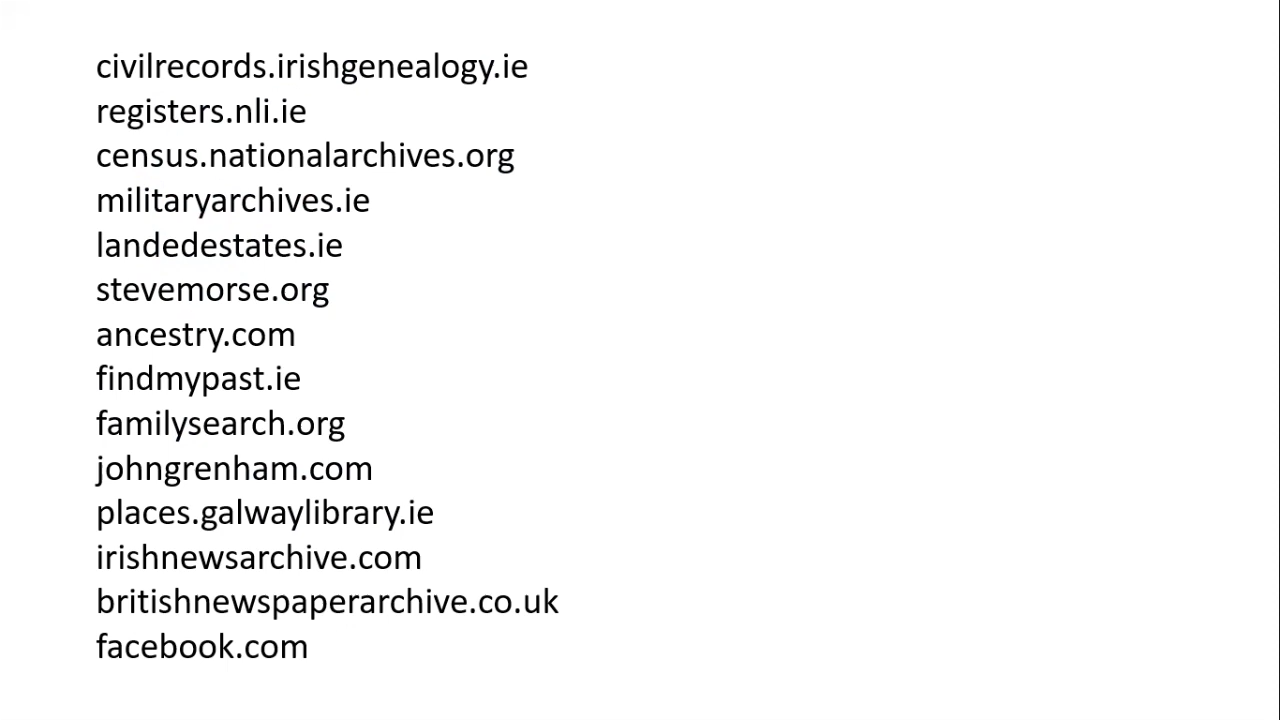 civilrecords.irishgenealogy.ie
registers.nli.ie
census.nationalarchives.org
militaryarchives.ie
landedestates.ie
stevemorse.org
ancestry.com
findmypast.ie
familysearch.org
johngrenham.com
places.galwaylibrary.ie
irishnewsarchive.com
britishnewspaperarchive.co.uk
facebook.com